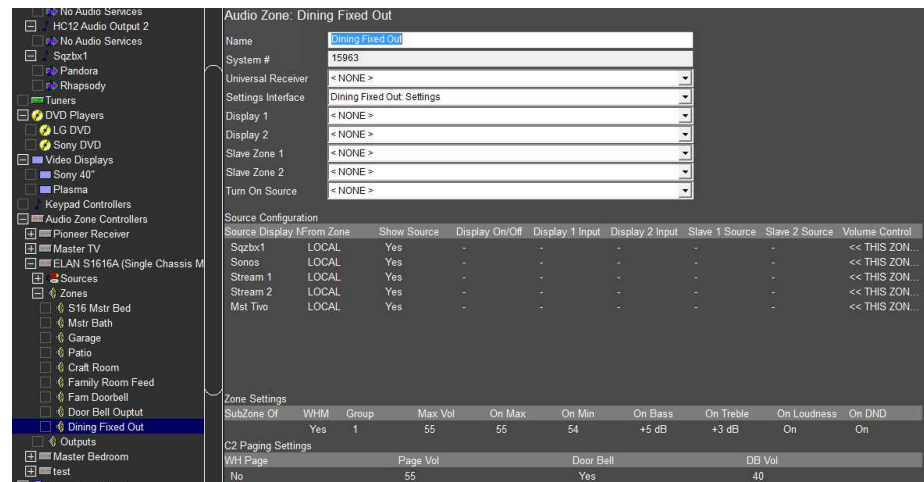 No Audio Services
HC12 Audio Output 2
No Audio Services
Sqzbx1
Pandora
Rhapsody
Tuners
DVD Players
LG DVD
Sony DVD
Video Displays
Sony 40"
Plasma
Keypad Controllers
Audio Zone Controllers
Pioneer Receiver
Master TV
ELAN S1616A (Single Chassis M
Sources
Zones
S16 Mstr Bed
Mstr Bath
Garage
Patio
Craft Room
Family Room Feed
Fam Doorbell
Door Bell Ouptut
Dining Fixed Out
Outputs
Master Bedroom
test
Audio Zone: Dining Fixed Out
Name Dining Fixed Out
System # 15963
Universal Receiver < NONE >
Settings Interface Dining Fixed Out: Settings
Display 1 < NONE >
Display 2 < NONE >
Slave Zone 1 < NONE >
Slave Zone 2 < NONE >
Turn On Source < NONE >
Source Configuration
Source Display N From Zone Show Source Display On/Off Display 1 Input Display 2 Input Slave 1 Source Slave 2 Source Volume Control
Sqzbx1 LOCAL Yes - - - - - << THIS ZON...
Sonos LOCAL Yes - - - - - << THIS ZON...
Stream 1 LOCAL Yes - - - - - << THIS ZON...
Stream 2 LOCAL Yes - - - - - << THIS ZON...
Mst Tivo LOCAL Yes - - - - - << THIS ZON...
Zone Settings
SubZone Of WHM Group Max Vol On Max On Min On Bass On Treble On Loudness On DND
Yes 1 55 55 54 +5 dB +3 dB On On
C2 Paging Settings
WH Page Page Vol Door Bell DB Vol
No 55 Yes 40